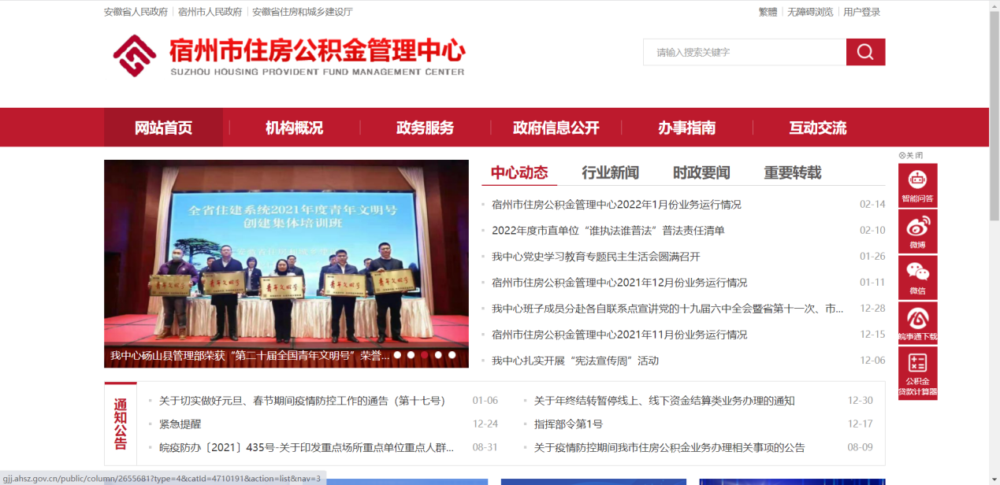 安徽省人民政府 宿州市人民政府 安徽省住房和城乡建设厅 繁體 无障碍浏览 用户登录
宿州市住房公积金管理中心
SUZHOU HOUSING PROVIDENT FUND MANAGEMENT CENTER
请输入搜索关键字
网站首页 机构概况 政务服务 政府信息公开 办事指南 互动交流
全省住建系统2021年度青年文明号
创建集体培训班
青年文明号
青年文明号
青年文明号
青年文明号
青年文明号
我中心砀山县管理部荣获“第二十届全国青年文明号”荣誉...
中心动态 行业新闻 时政要闻 重要转载
宿州市住房公积金管理中心2022年1月份业务运行情况 02-14
2022年度市直单位“谁执法谁普法”普法责任清单 02-10
我中心党史学习教育专题民主生活会圆满召开 01-26
宿州市住房公积金管理中心2021年12月份业务运行情况 01-11
我中心班子成员分赴各自联系点宣讲党的十九届六中全会暨省第十一次、市... 12-28
宿州市住房公积金管理中心2021年11月份业务运行情况 12-15
我中心扎实开展“宪法宣传周”活动 12-06
关闭
智能问答
微博
微信
皖事通下载
公积金
贷款计算器
通知公告
关于切实做好元旦、春节期间疫情防控工作的通告（第十七号） 01-06
紧急提醒 12-24
皖疫防办〔2021〕435号-关于印发重点场所重点单位重点人群... 08-31
关于年终结转暂停线上、线下资金结算类业务办理的通知 12-30
指挥部令第1号 12-17
关于疫情防控期间我市住房公积金业务办理相关事项的公告 08-09
gjj.ahsz.gov.cn/public/column/2655681?type=4&catId=4710191&action=list&nav=3